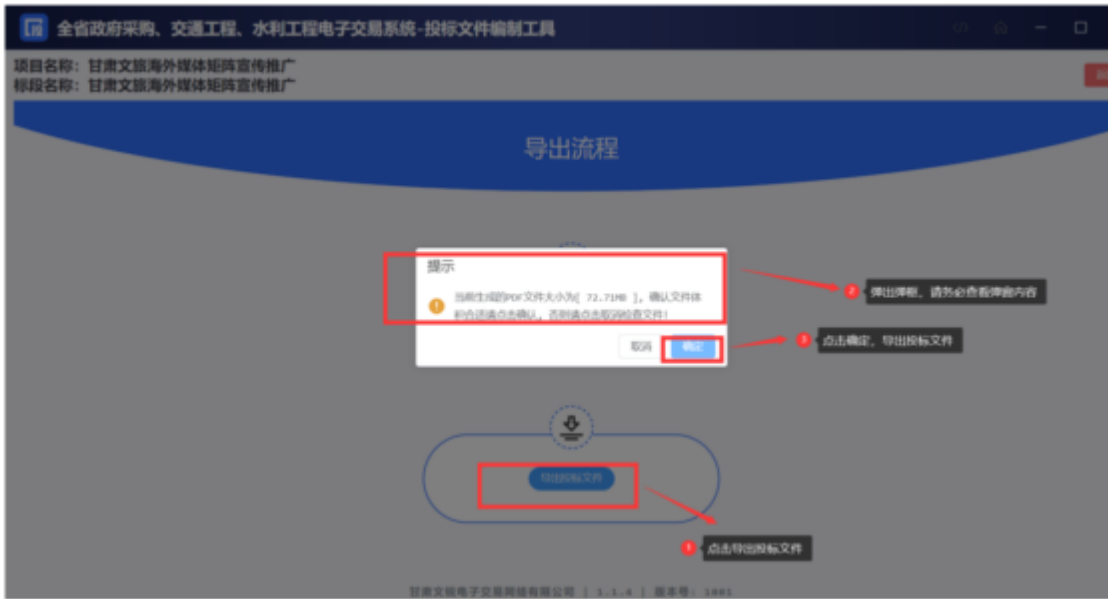 全省政府采购、交通工程、水利工程电子交易系统-投标文件编制工具
项目名称：甘肃文旅海外媒体矩阵宣传推广
标段名称：甘肃文旅海外媒体矩阵宣传推广
导出流程
提示
当前生成的PDF文件大小为[ 72.71MB ]，确认文件体
积合适请点击确认，否则请点击取消检查文件！
取消 确定
2 弹出弹框，请务必查看弹窗内容
3 点击确定，导出投标文件
导出投标文件
1 点击导出投标文件
甘肃文锐电子交易网络有限公司 | 1.1.4 | 版本号: 1001